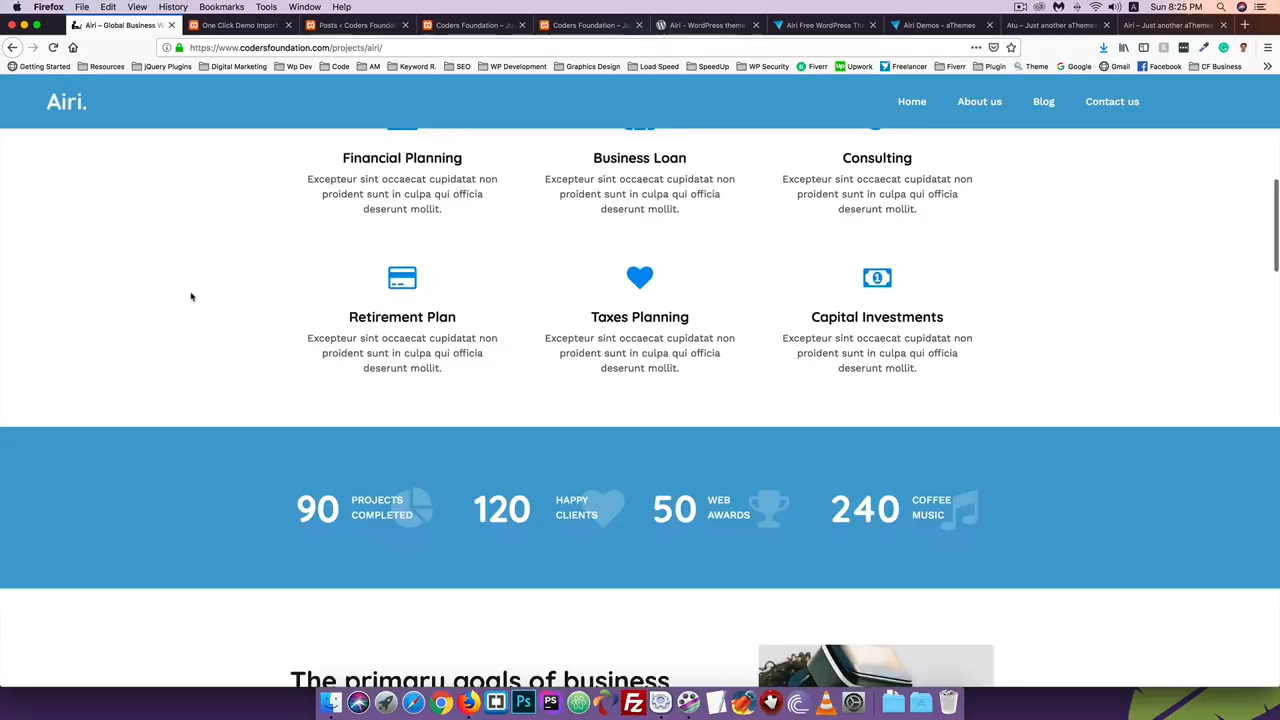 Firefox File Edit View History Bookmarks Tools Window Help Sun 8:25 PM
Airi – Global Business W One Click Demo Import Posts ‹ Coders Foundation Coders Foundation – Ju Coders Foundation – Ju Airi - WordPress theme Airi Free WordPress The Airi Demos - aThemes Atu – Just another aThemes Airi – Just another aThemes
https://www.codersfoundation.com/projects/airi/
Getting Started Resources jQuery Plugins Digital Marketing Wp Dev Code AM Keyword R. SEO WP Development Graphics Design Load Speed SpeedUp WP Security Fiverr Upwork Freelancer Fiverr Plugin Theme Google Gmail Facebook CF Business
Airi. Home About us Blog Contact us
Financial Planning Business Loan Consulting
Excepteur sint occaecat cupidatat non Excepteur sint occaecat cupidatat non Excepteur sint occaecat cupidatat non
proident sunt in culpa qui officia proident sunt in culpa qui officia proident sunt in culpa qui officia
deserunt mollit. deserunt mollit. deserunt mollit.
Retirement Plan Taxes Planning Capital Investments
Excepteur sint occaecat cupidatat non Excepteur sint occaecat cupidatat non Excepteur sint occaecat cupidatat non
proident sunt in culpa qui officia proident sunt in culpa qui officia proident sunt in culpa qui officia
deserunt mollit. deserunt mollit. deserunt mollit.
90 PROJECTS COMPLETED 120 HAPPY CLIENTS 50 WEB AWARDS 240 COFFEE MUSIC
The primary goals of business